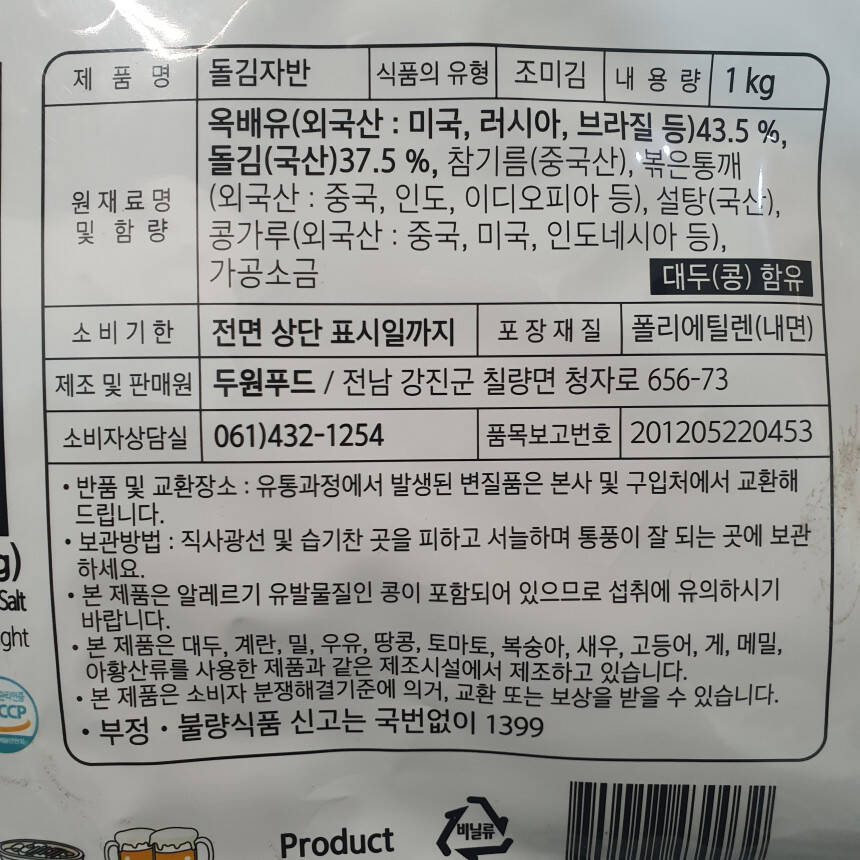 제 품 명 돌김자반 식품의 유형 조미김 내 용 량 1 kg
원재료명 및 함 량
옥배유(외국산 : 미국, 러시아, 브라질 등)43.5 %,
돌김(국산)37.5 %, 참기름(중국산), 볶은통깨
(외국산 : 중국, 인도, 이디오피아 등), 설탕(국산),
콩가루(외국산 : 중국, 미국, 인도네시아 등),
가공소금 대두(콩) 함유
소비기한 전면 상단 표시일까지 포장재질 폴리에틸렌(내면)
제조 및 판매원 두원푸드 / 전남 강진군 칠량면 청자로 656-73
소비자상담실 061)432-1254 품목보고번호 201205220453
• 반품 및 교환장소 : 유통과정에서 발생된 변질품은 본사 및 구입처에서 교환해
드립니다.
• 보관방법 : 직사광선 및 습기찬 곳을 피하고 서늘하며 통풍이 잘 되는 곳에 보관
하세요.
• 본 제품은 알레르기 유발물질인 콩이 포함되어 있으므로 섭취에 유의하시기
바랍니다.
• 본 제품은 대두, 계란, 밀, 우유, 땅콩, 토마토, 복숭아, 새우, 고등어, 게, 메밀,
아황산류를 사용한 제품과 같은 제조시설에서 제조하고 있습니다.
• 본 제품은 소비자 분쟁해결기준에 의거, 교환 또는 보상을 받을 수 있습니다.
• 부정 • 불량식품 신고는 국번없이 1399
g)
Salt
ght
CCP
Product
비닐류